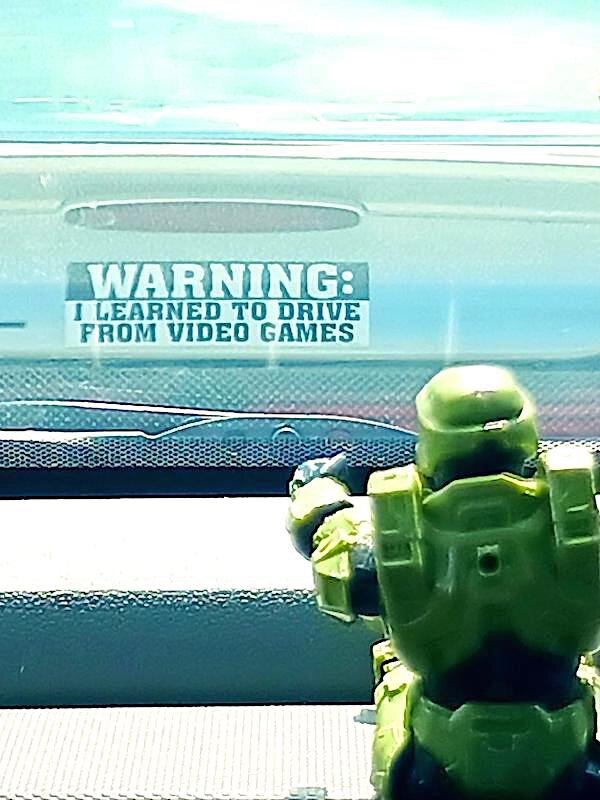 WARNING:
I LEARNED TO DRIVE
FROM VIDEO GAMES